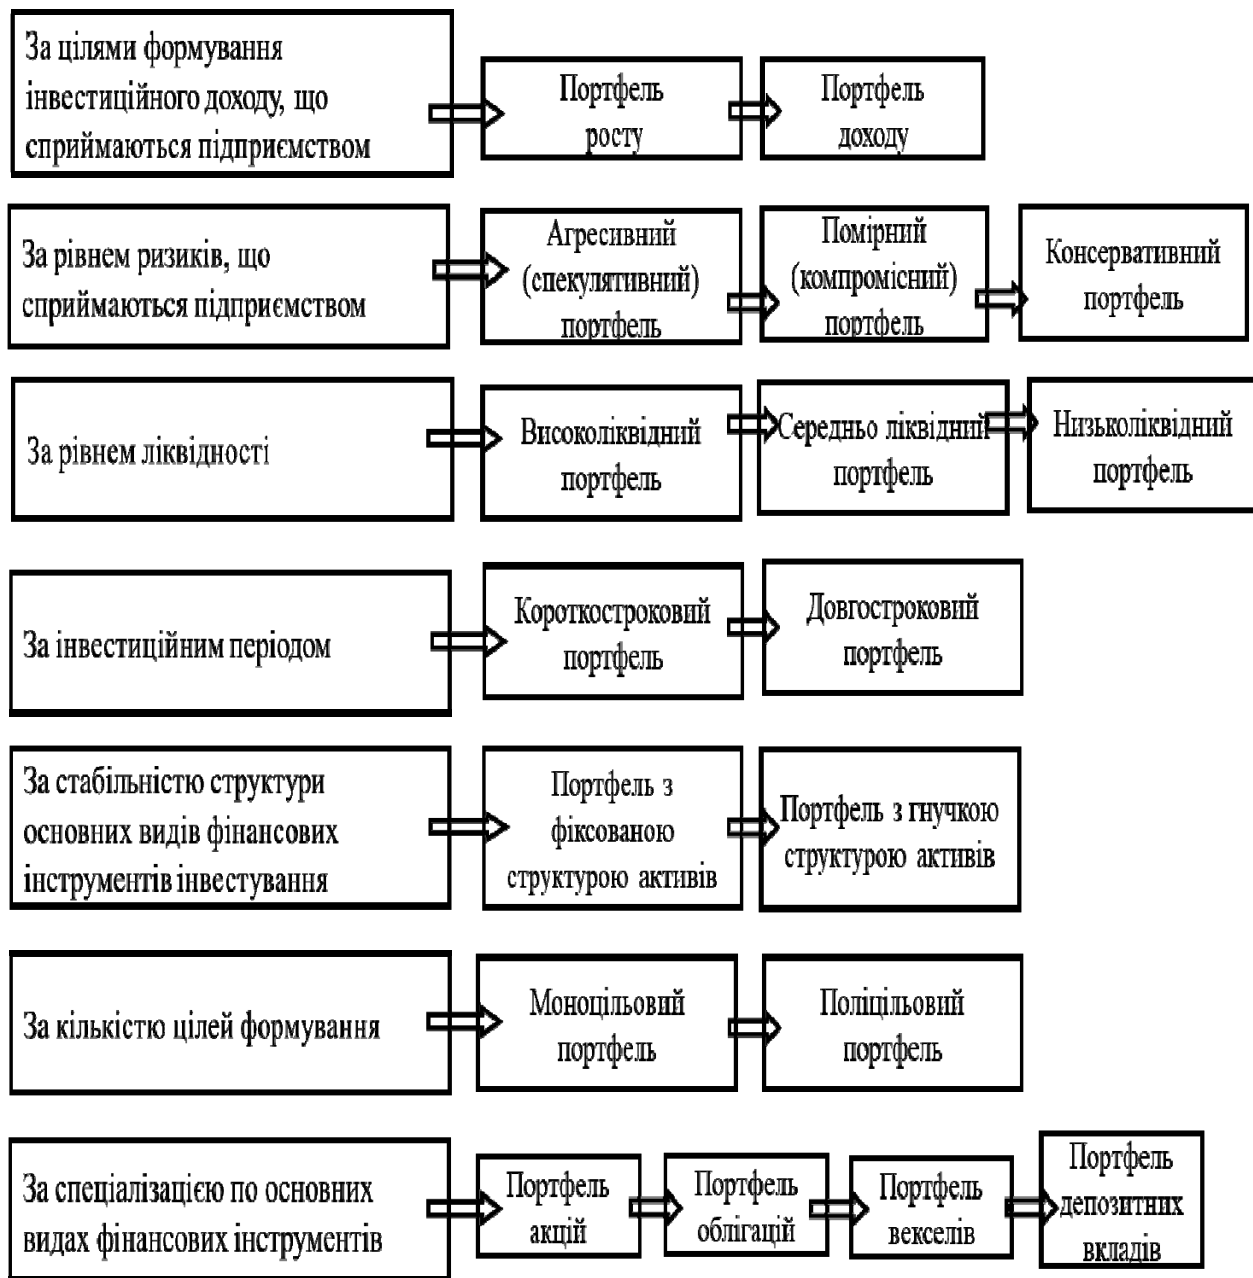 За цілями формування
інвестиційного доходу, що
сприймаються підприємством
Портфель
росту
Портфель
доходу
За рівнем ризиків, що
сприймаються підприємством
Агресивний
(спекулятивний)
портфель
Помірний
(компромісний)
портфель
Консервативний
портфель
За рівнем ліквідності
Високоліквідний
портфель
Середньо ліквідний
портфель
Низьколіквідний
портфель
За інвестиційним періодом
Короткостроковий
портфель
Довгостроковий
портфель
За стабільністю структури
основних видів фінансових
інструментів інвестування
Портфель з
фіксованою
структурою активів
Портфель з гнучкою
структурою активів
За кількістю цілей формування
Моноцільовий
портфель
Поліцільовий
портфель
За спеціалізацією по основних
видах фінансових інструментів
Портфель
акцій
Портфель
облігацій
Портфель
векселів
Портфель
депозитних
вкладів